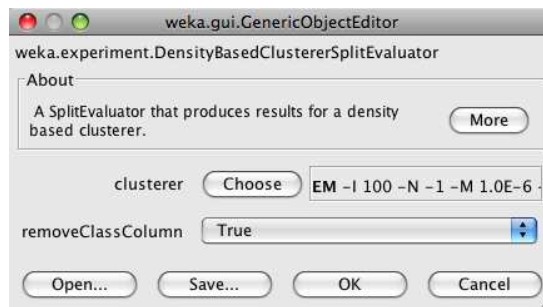 weka.gui.GenericObjectEditor
weka.experiment.DensityBasedClustererSplitEvaluator
About
A SplitEvaluator that produces results for a density
based clusterer.
More
clusterer Choose EM -I 100 -N -1 -M 1.0E-6 -
removeClassColumn True
Open... Save... OK Cancel